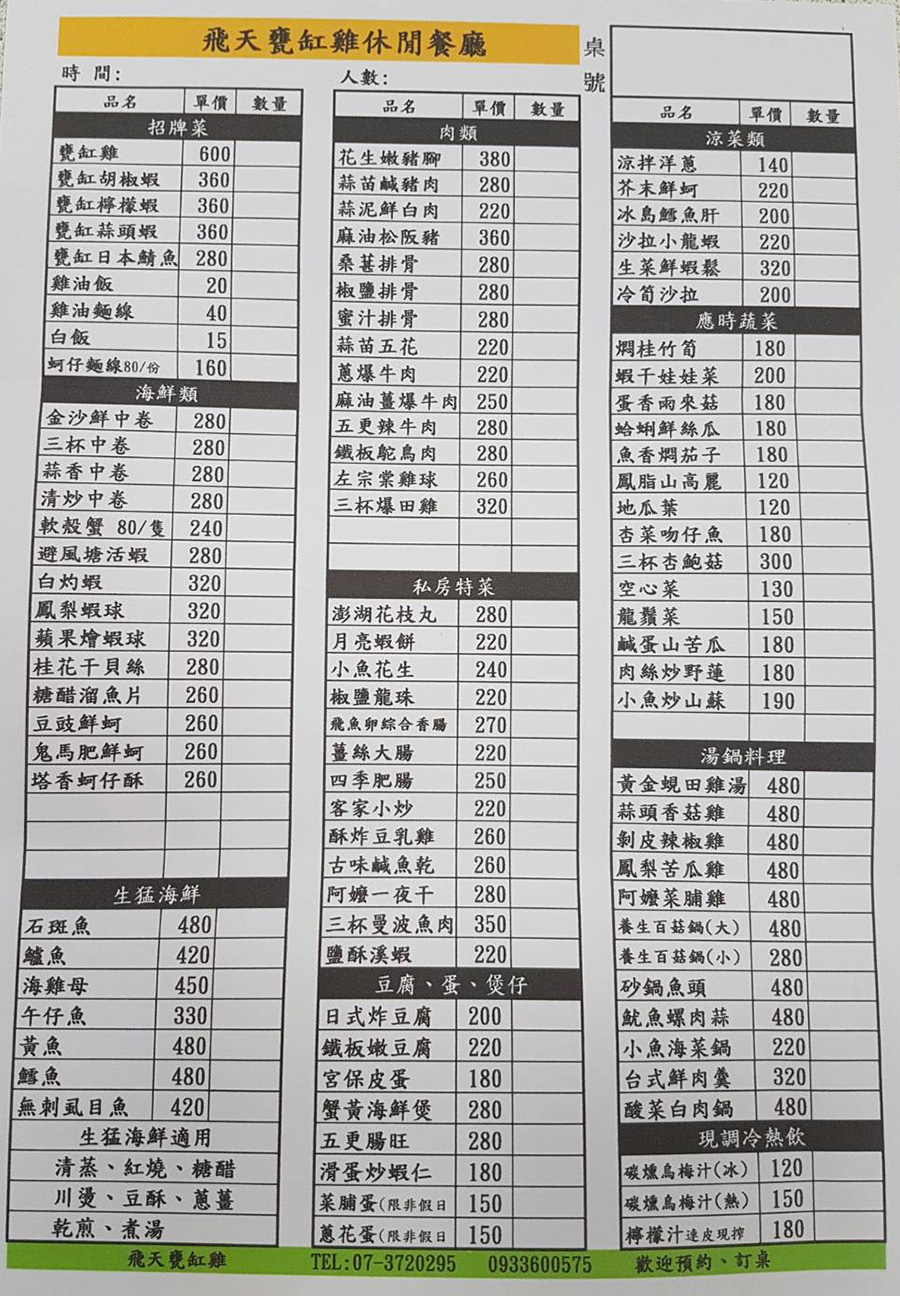 飛天甕缸雞休閒餐廳
桌號
時間:
人數:
品名 單價 數量
招牌菜
甕缸雞 600
甕缸胡椒蝦 360
甕缸檸檬蝦 360
甕缸蒜頭蝦 360
甕缸日本鯖魚 280
雞油飯 20
雞油麵線 40
白飯 15
蚵仔麵線80/份 160
海鮮類
金沙鮮中卷 280
三杯中卷 280
蒜香中卷 280
清炒中卷 280
軟殼蟹 80/隻 240
避風塘活蝦 280
白灼蝦 320
鳳梨蝦球 320
蘋果燴蝦球 320
桂花干貝絲 280
糖醋溜魚片 260
豆豉鮮蚵 260
鬼馬肥鮮蚵 260
塔香蚵仔酥 260
生猛海鮮
石斑魚 480
鱸魚 420
海雞母 450
午仔魚 330
黃魚 480
鱈魚 480
無刺虱目魚 420
生猛海鮮適用
清蒸、紅燒、糖醋
川燙、豆酥、蔥薑
乾煎、煮湯
品名 單價 數量
肉類
花生嫩豬腳 380
蒜苗鹹豬肉 280
蒜泥鮮白肉 220
麻油松阪豬 360
桑葚排骨 280
椒鹽排骨 280
蜜汁排骨 280
蒜苗五花 220
蔥爆牛肉 220
麻油薑爆牛肉 250
五更辣牛肉 280
鐵板鴕鳥肉 280
左宗棠雞球 260
三杯爆田雞 320
私房特菜
澎湖花枝丸 280
月亮蝦餅 220
小魚花生 240
椒鹽龍珠 220
飛魚卵綜合香腸 270
薑絲大腸 220
四季肥腸 250
客家小炒 220
酥炸豆乳雞 260
古味鹹魚乾 260
阿嬤一夜干 280
三杯曼波魚肉 350
鹽酥溪蝦 220
豆腐、蛋、煲仔
日式炸豆腐 200
鐵板嫩豆腐 220
宮保皮蛋 180
蟹黃海鮮煲 280
五更腸旺 280
滑蛋炒蝦仁 180
菜脯蛋(限非假日 150
蔥花蛋(限非假日 150
品名 單價 數量
涼菜類
涼拌洋蔥 140
芥末鮮蚵 220
冰島鱈魚肝 200
沙拉小龍蝦 220
生菜鮮蝦鬆 320
冷筍沙拉 200
應時蔬菜
燜桂竹筍 180
蝦干娃娃菜 200
蛋香雨來菇 180
蛤蜊鮮絲瓜 180
魚香燜茄子 180
鳳脂山高麗 120
地瓜葉 120
杏菜吻仔魚 180
三杯杏鮑菇 300
空心菜 130
龍鬚菜 150
鹹蛋山苦瓜 180
肉絲炒野蓮 180
小魚炒山蘇 190
湯鍋料理
黃金蜆田雞湯 480
蒜頭香菇雞 480
剝皮辣椒雞 480
鳳梨苦瓜雞 480
阿嬤菜脯雞 480
養生百菇鍋(大) 480
養生百菇鍋(小) 280
砂鍋魚頭 480
魷魚螺肉蒜 480
小魚海菜鍋 220
台式鮮肉羹 320
酸菜白肉鍋 480
現調冷熱飲
碳燻烏梅汁(冰) 120
碳燻烏梅汁(熱) 150
檸檬汁連皮現搾 180
飛天甕缸雞 TEL:07-3720295 0933600575 歡迎預約、訂桌